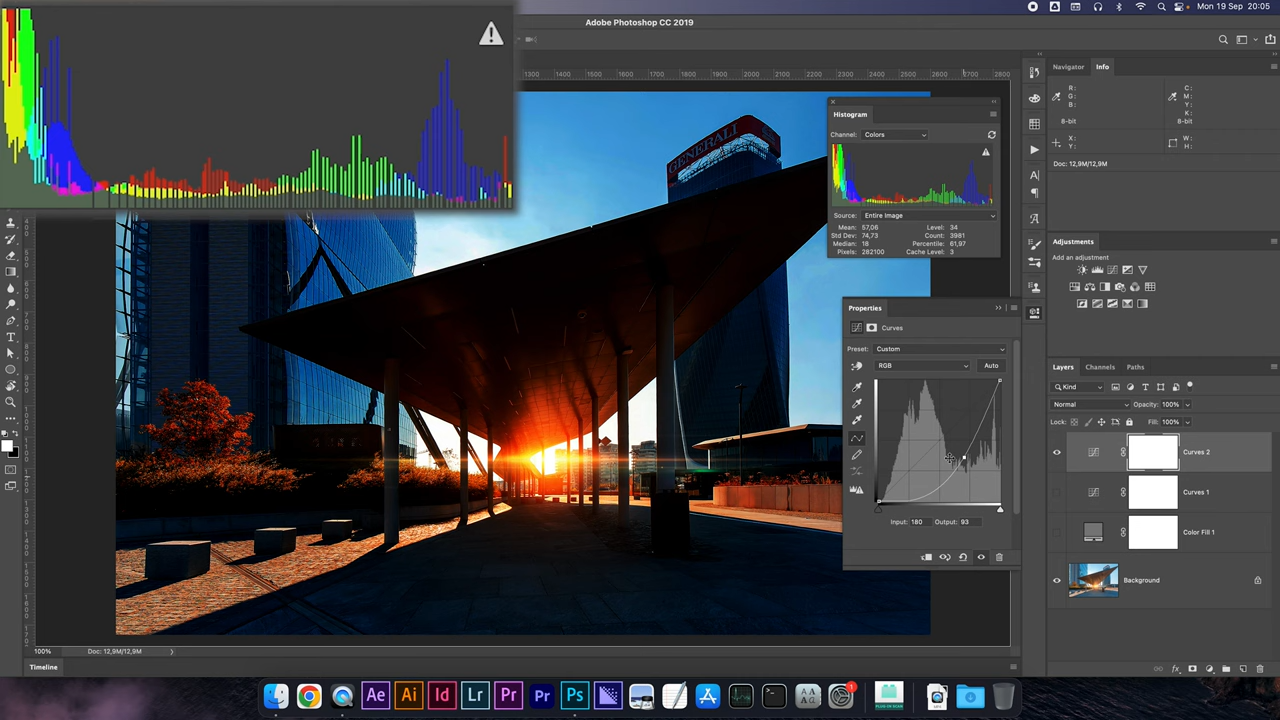 Mon 19 Sep 20:05
Adobe Photoshop CC 2019
1300 1400 1500 1600 1700 1800 1900 2000 2100 2200 2300 2400 2500 2600 2700 2800
Navigator Info
R: C:
G: M:
B: Y:
K:
8-bit 8-bit
X: W:
Y: H:
Doc: 12,9M/12,9M
GENERALI
Histogram
Channel: Colors
Source: Entire Image
Mean: 57,06 Level: 34
Std Dev: 74,73 Count: 3981
Median: 18 Percentile: 61,97
Pixels: 282100 Cache Level: 3
Adjustments
Add an adjustment
Properties
Curves
Preset: Custom
RGB Auto
Input: 180 Output: 93
Layers Channels Paths
Kind
Normal Opacity: 100%
Lock: Fill: 100%
Curves 2
Curves 1
Color Fill 1
Background
100% Doc: 12,9M/12,9M
Timeline
Ae Ai Id Lr Pr Pr Ps
1